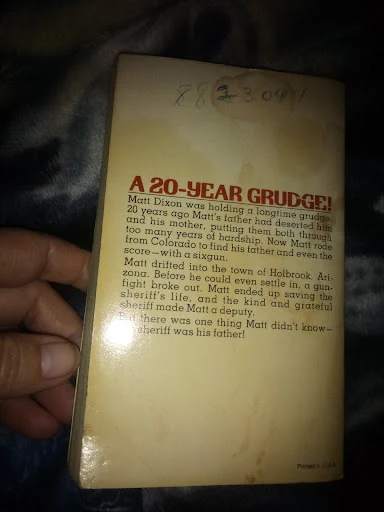 A 20-YEAR GRUDGE!
Matt Dixon was holding a longtime grudge.
20 years ago Matt's father had deserted him
and his mother, putting them both through
too many years of hardship. Now Matt rode
from Colorado to find his father and even the
score—with a sixgun.
Matt drifted into the town of Holbrook, Ari-
zona. Before he could even settle in, a gun-
fight broke out. Matt ended up saving the
sheriff's life, and the kind and grateful
sheriff made Matt a deputy.
But there was one thing Matt didn't know—
sheriff was his father!
Printed in U.S.A.